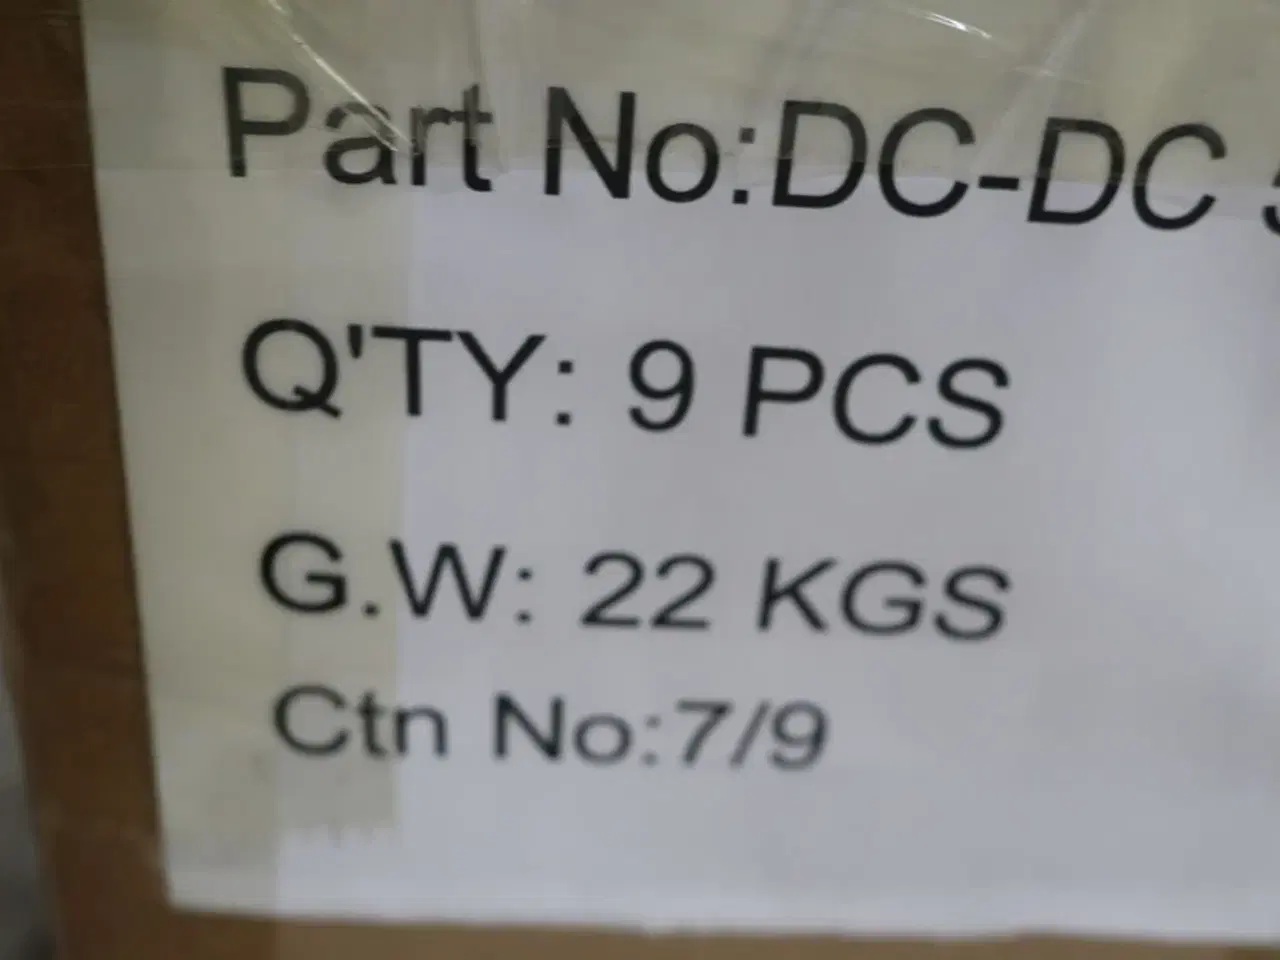 Part No:DC-DC
Q'TY: 9 PCS
G.W: 22 KGS
Ctn No:7/9